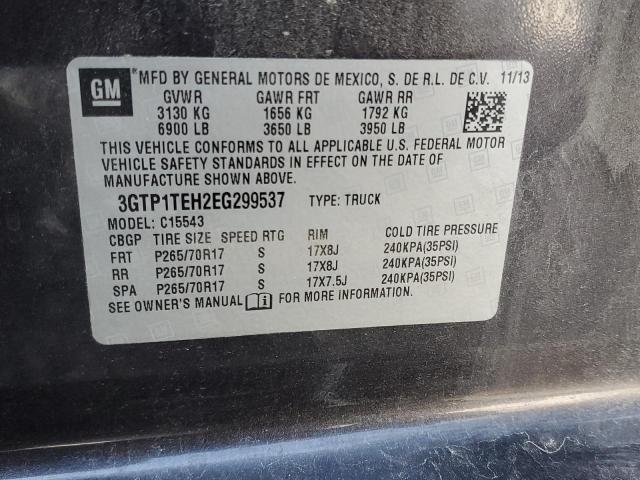 GM *MFD BY GENERAL MOTORS DE MEXICO, S. DE R.L. DE C.V. 11/13
GVWR GAWR FRT GAWR RR
3130 KG 1656 KG 1792 KG
6900 LB 3650 LB 3950 LB
THIS VEHICLE CONFORMS TO ALL APPLICABLE U.S. FEDERAL MOTOR
VEHICLE SAFETY STANDARDS IN EFFECT ON THE DATE OF
MANUFACTURE SHOWN ABOVE.
3GTP1TEH2EG299537 TYPE: TRUCK
MODEL: C15543
CBGP TIRE SIZE SPEED RTG RIM COLD TIRE PRESSURE
FRT P265/70R17 S 17X8J 240KPA(35PSI)
RR P265/70R17 S 17X8J 240KPA(35PSI)
SPA P265/70R17 S 17X7.5J 240KPA(35PSI)
SEE OWNER'S MANUAL FOR MORE INFORMATION.